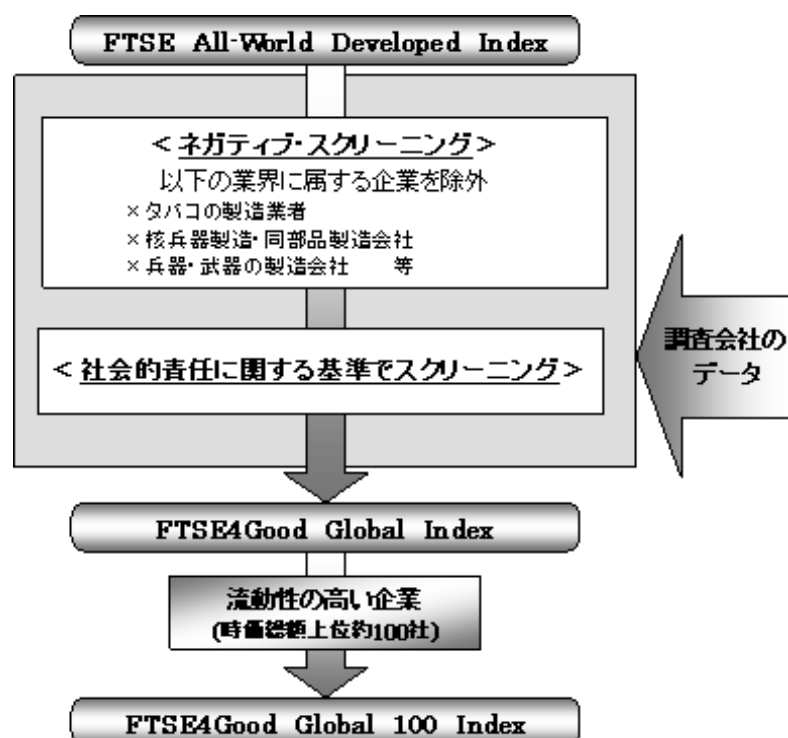 FTSE All-World Developed Index
＜ネガティブ・スクリーニング＞
以下の業界に属する企業を除外
×タバコの製造業者
×核兵器製造・同部品製造会社
×兵器・武器の製造会社　　等
＜社会的責任に関する基準でスクリーニング＞
調査会社の
データ
FTSE4Good Global Index
流動性の高い企業
(時価総額上位約100社)
FTSE4Good Global 100 Index